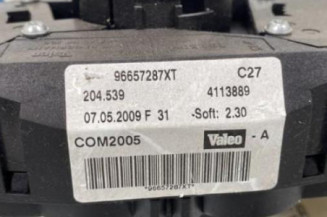 96657287XT C27
204.539 4113889
07.05.2009 F 31 -Soft: 2.30
COM2005 Valeo - A
"96657287XT"